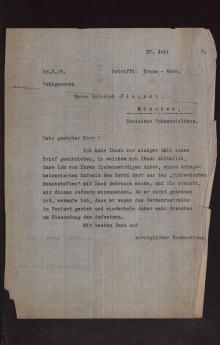 27. Juli
Dr.S./R. Betrifft: Kraus - Kerr.
Wohlgeboren
Herrn Heinrich Fischer,
München,
Deutsches Schauspielhaus.
Sehr geehrter Herr
Ich habe Ihnen vor einiger Zeit einen
Brief geschrieben, in welchem ich Ihnen mitteilte,
dass ich von Ihrem liebenswürdigen Anbot, einen kriegs-
hetzerischen Aufsatz des Herrn Kerr aus den "Süddeutschen
Monatsheften" mit Dank Gebrauch mache, und Sie ersucht,
mir diesen Aufsatz einzusenden. Da er nicht gekommen
ist, vermute ich, dass er wegen des Verkehrsstreiks
in Verlust geriet und wiederhole daher mein Ersuchen
um Einsendung des Aufsatzes.
Mit bestem Dank und
vorzüglicher Hochachtung